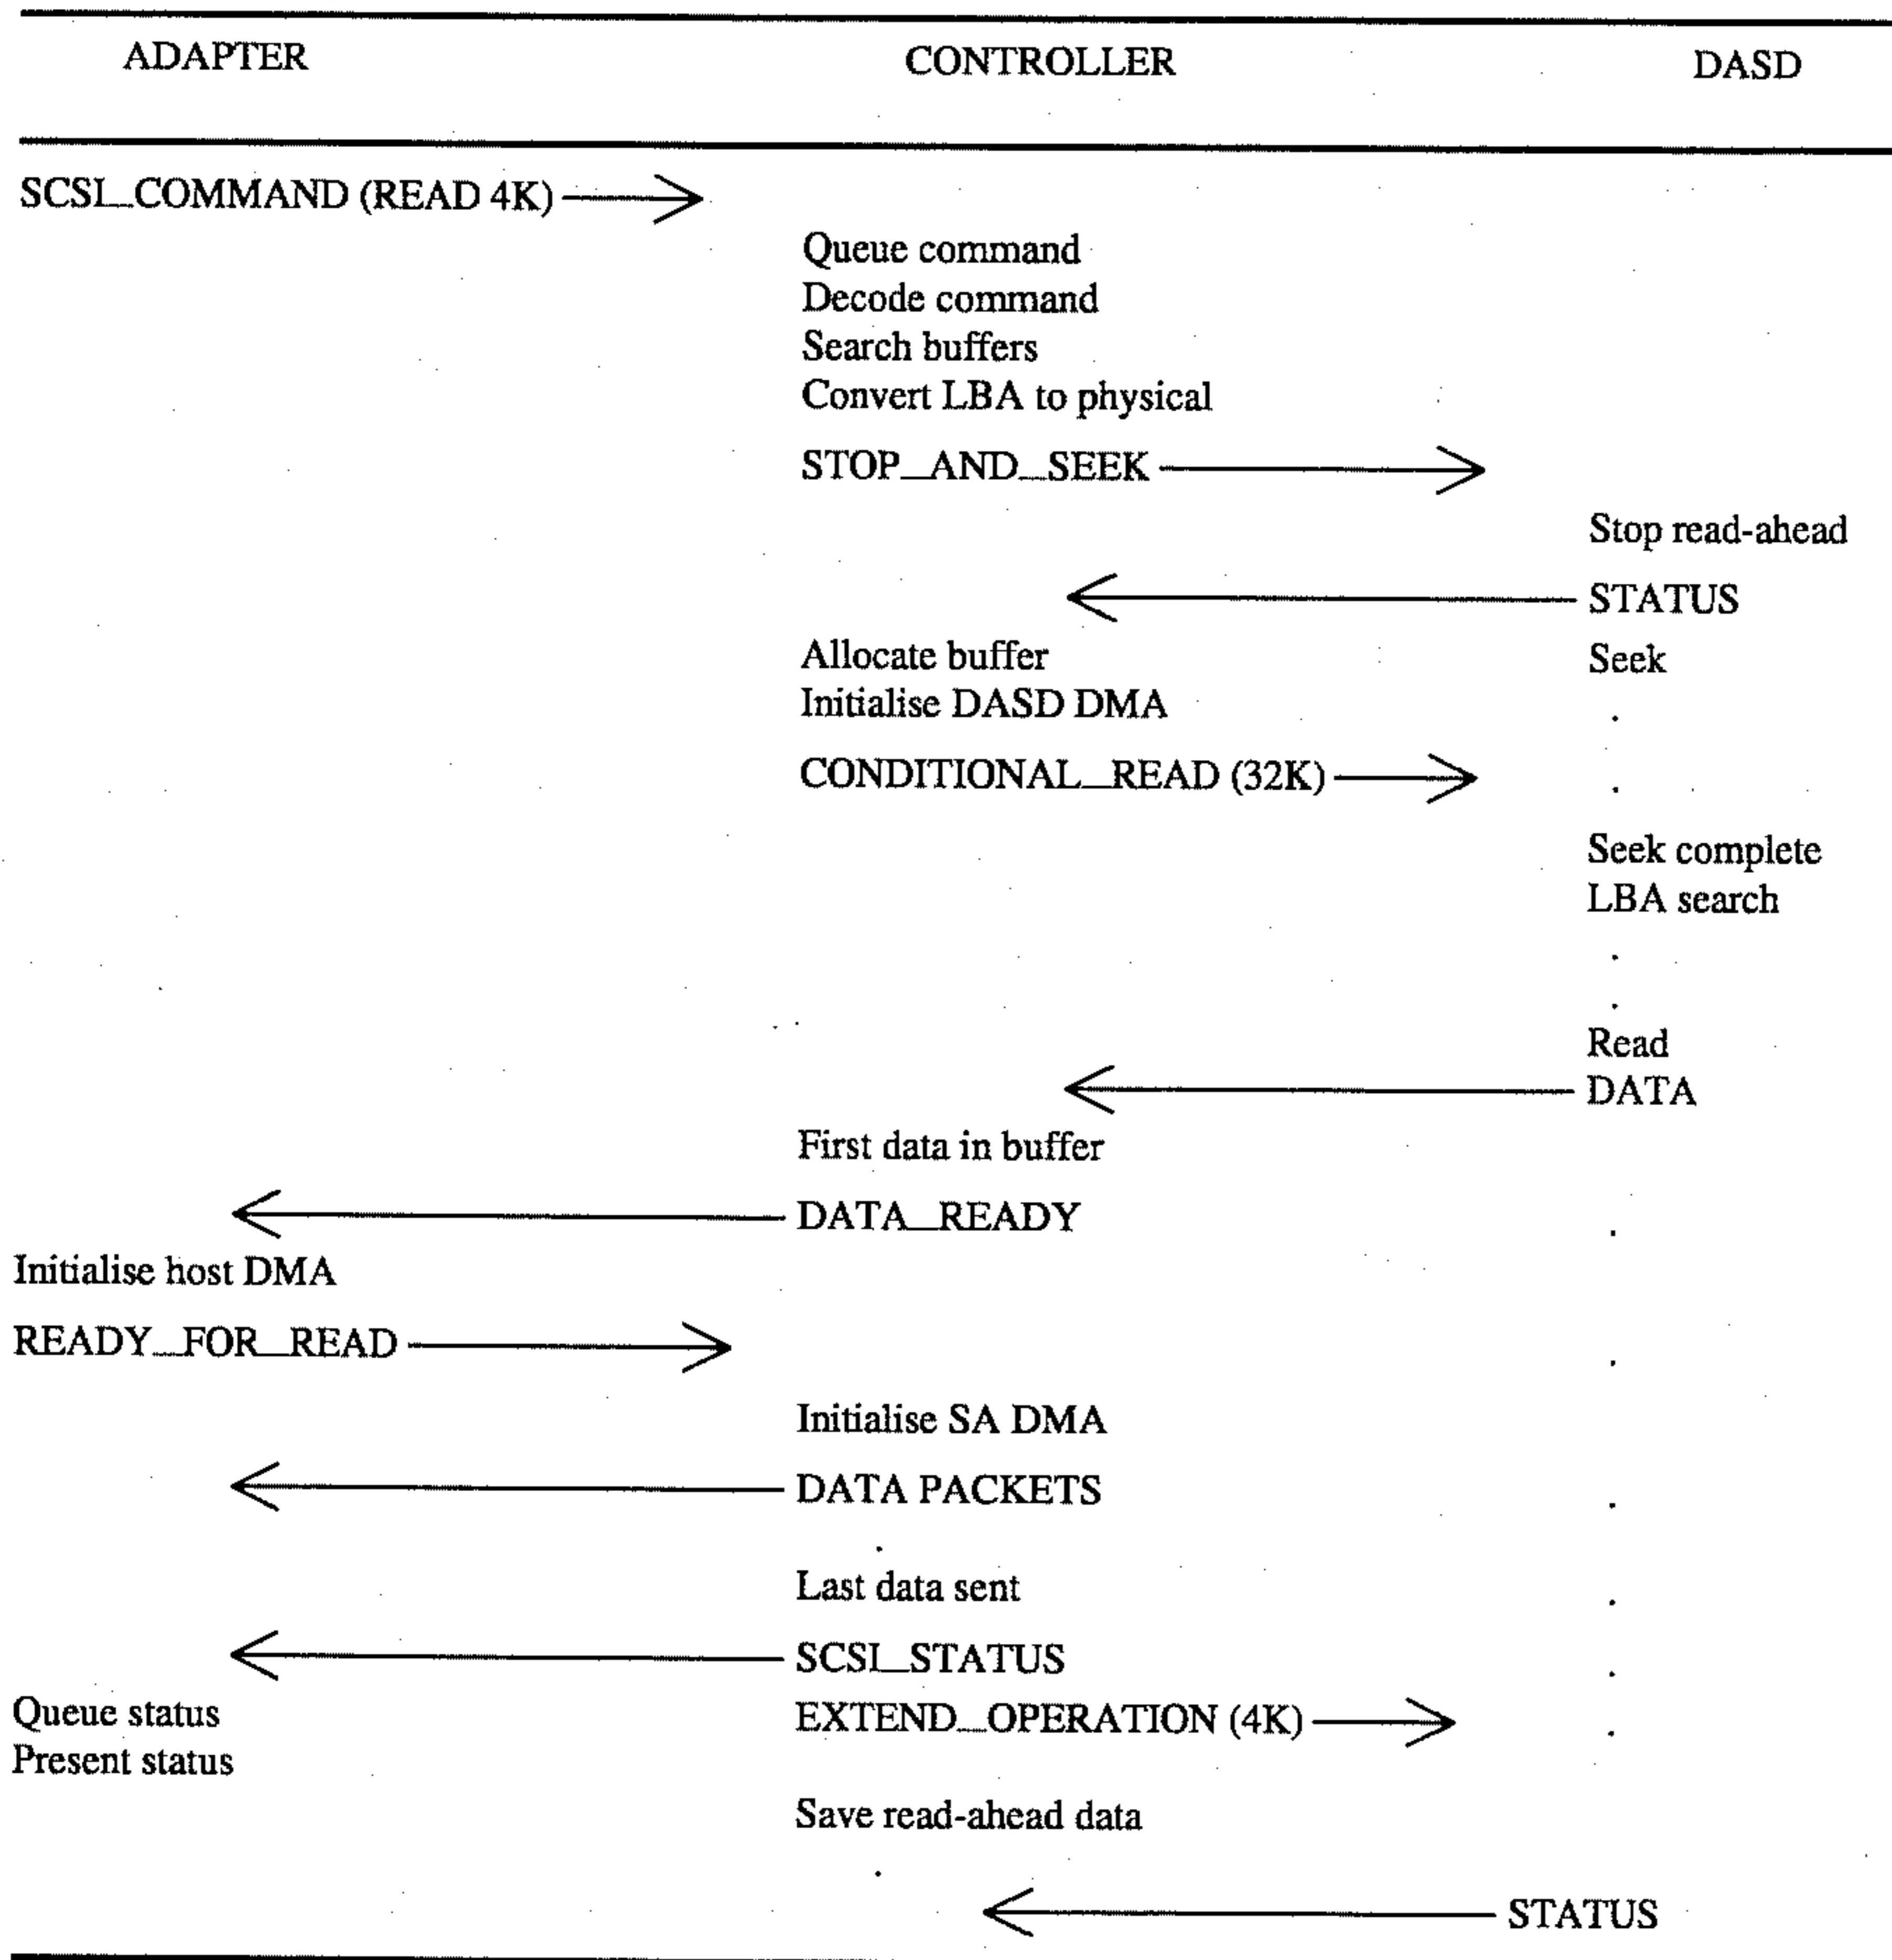 ADAPTER CONTROLLER DASD
SCSI_COMMAND (READ 4K)
Queue command
Decode command
Search buffers
Convert LBA to physical
STOP_AND_SEEK
Stop read-ahead
STATUS
Allocate buffer Seek
Initialise DASD DMA .
CONDITIONAL_READ (32K) .
Seek complete
LBA search
.
.
Read
DATA
First data in buffer
DATA_READY .
Initialise host DMA
READY_FOR_READ .
Initialise SA DMA
DATA PACKETS .
.
Last data sent .
SCSI_STATUS .
Queue status EXTEND_OPERATION (4K) .
Present status
Save read-ahead data
.
STATUS